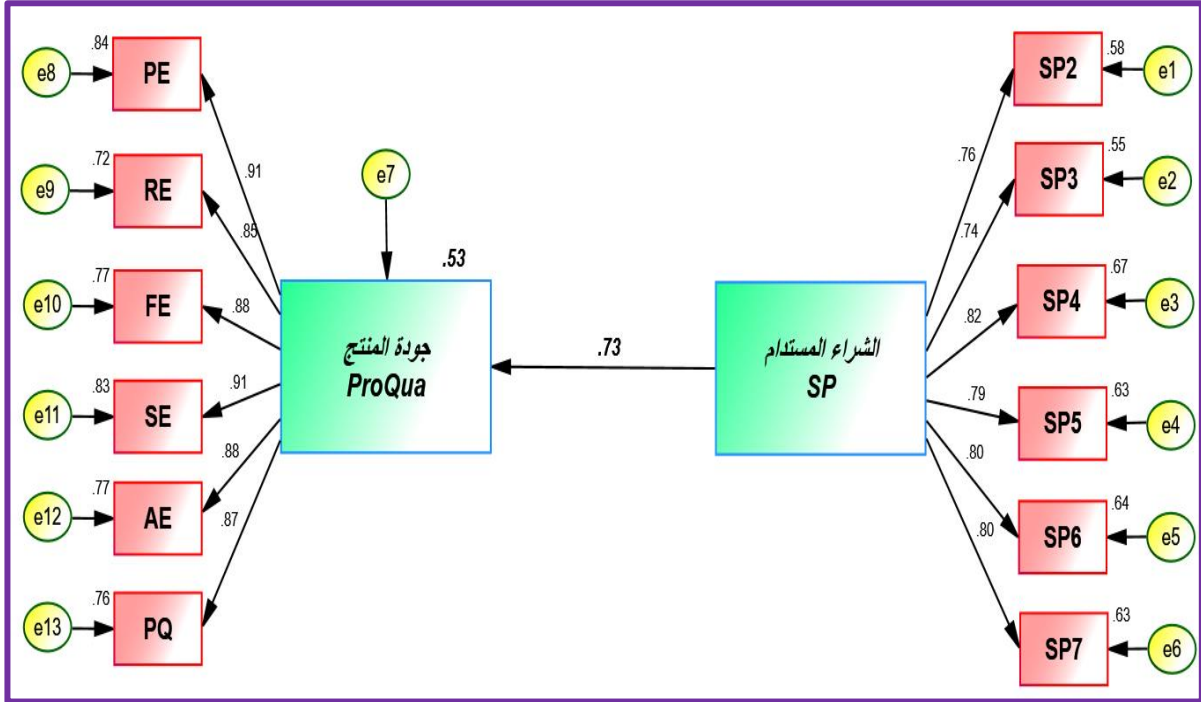 .84
e8
PE
.91
.72
e9
RE
.85
.77
e10
FE
.88
.83
e11
SE
.91
.77
e12
AE
.88
.76
e13
PQ
.87
e7
.53
جودة المنتج
ProQua
.73
الشراء المستدام
SP
.76
SP2
.58
e1
.74
SP3
.55
e2
.82
SP4
.67
e3
.79
SP5
.63
e4
.80
SP6
.64
e5
.80
SP7
.63
e6